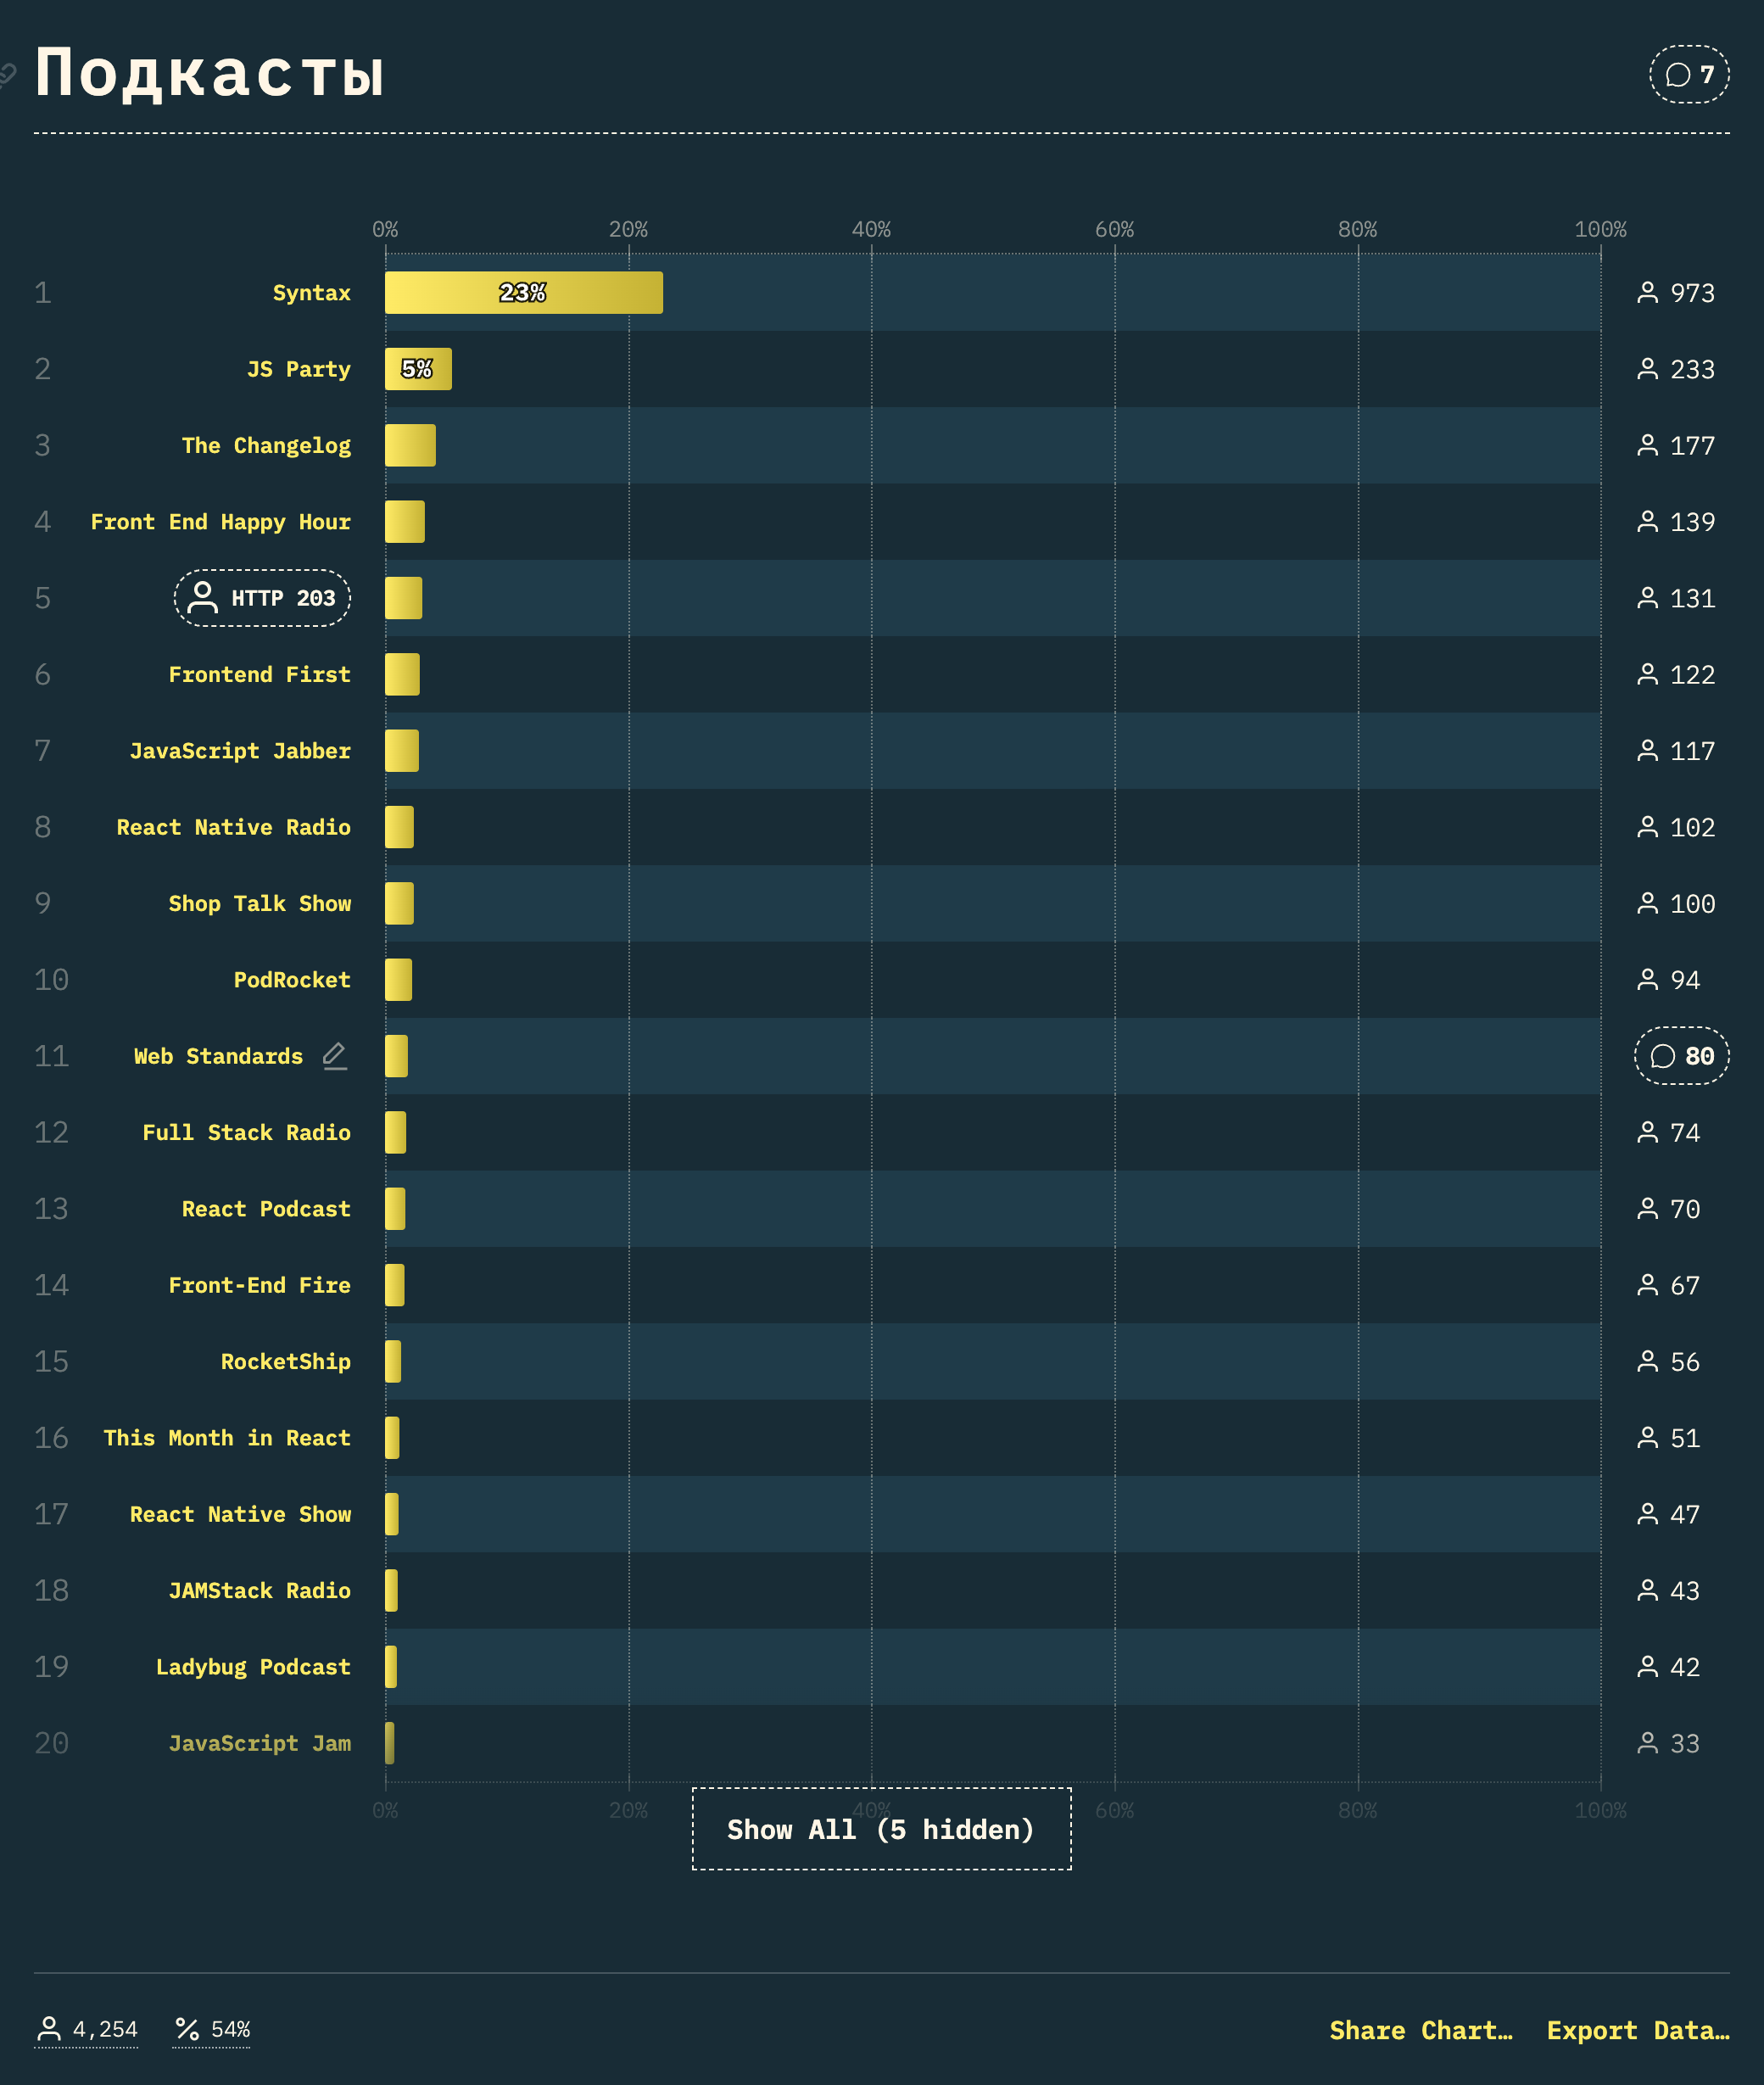 Подкасты
7
0% 20% 40% 60% 80% 100%
1 Syntax 23% 973
2 JS Party 5% 233
3 The Changelog 177
4 Front End Happy Hour 139
5 HTTP 203 131
6 Frontend First 122
7 JavaScript Jabber 117
8 React Native Radio 102
9 Shop Talk Show 100
10 PodRocket 94
11 Web Standards 80
12 Full Stack Radio 74
13 React Podcast 70
14 Front-End Fire 67
15 RocketShip 56
16 This Month in React 51
17 React Native Show 47
18 JAMStack Radio 43
19 Ladybug Podcast 42
20 JavaScript Jam 33
0% 20% 40% 60% 80% 100%
Show All (5 hidden)
4,254 54% Share Chart… Export Data…